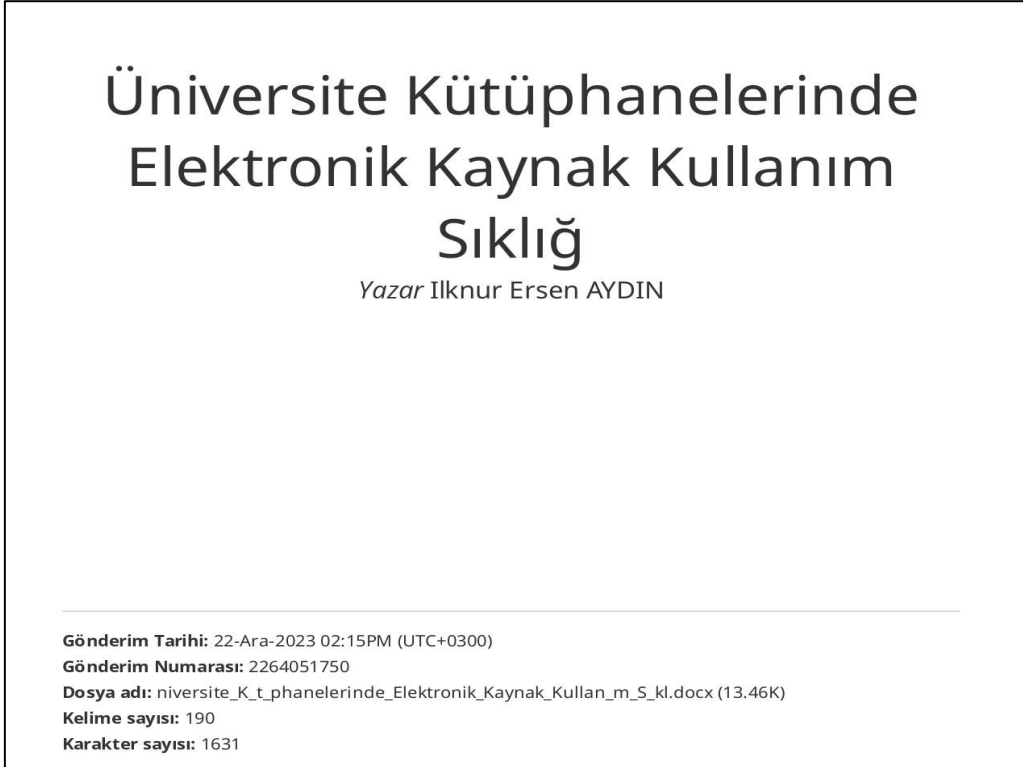 Üniversite Kütüphanelerinde
Elektronik Kaynak Kullanım
Sıklığ
Yazar Ilknur Ersen AYDIN
Gönderim Tarihi: 22-Ara-2023 02:15PM (UTC+0300)
Gönderim Numarası: 2264051750
Dosya adı: niversite_K_t_phanelerinde_Elektronik_Kaynak_Kullan_m_S_kl.docx (13.46K)
Kelime sayısı: 190
Karakter sayısı: 1631